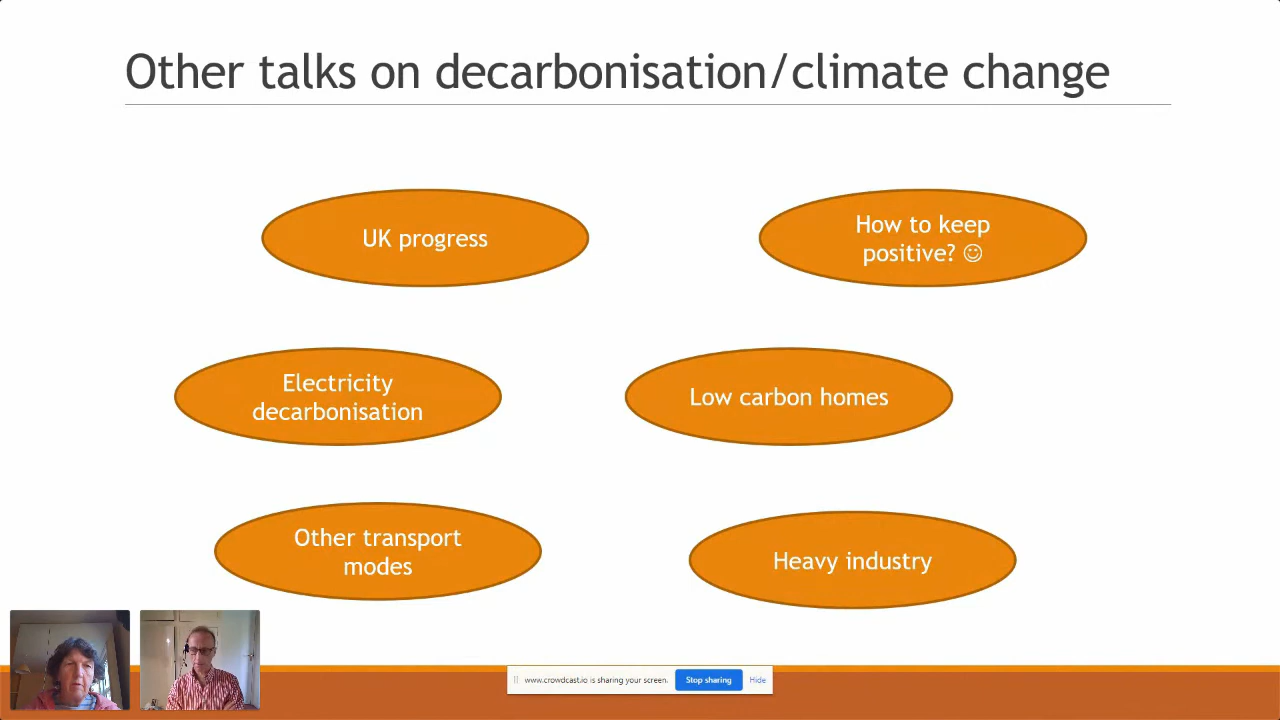 Other talks on decarbonisation/climate change
UK progress
How to keep
positive? ☺
Electricity
decarbonisation
Low carbon homes
Other transport
modes
Heavy industry
www.crowdcast.io is sharing your screen.
Stop sharing
Hide